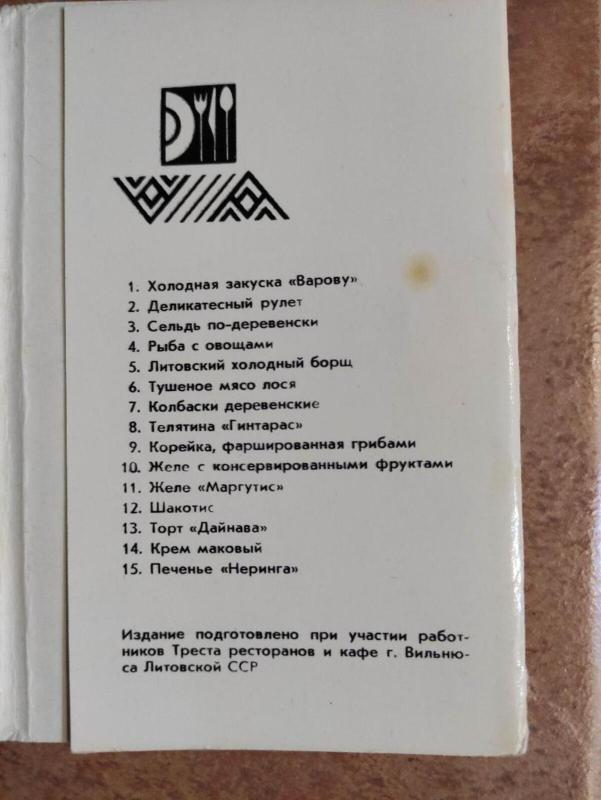 1. Холодная закуска «Варову»
2. Деликатесный рулет
3. Сельдь по-деревенски
4. Рыба с овощами
5. Литовский холодный борщ
6. Тушеное мясо лося
7. Колбаски деревенские
8. Телятина «Гинтарас»
9. Корейка, фаршированная грибами
10. Желе с консервированными фруктами
11. Желе «Маргутис»
12. Шакотис
13. Торт «Дайнава»
14. Крем маковый
15. Печенье «Неринга»
Издание подготовлено при участии работ-
ников Треста ресторанов и кафе г. Вильню-
са Литовской ССР